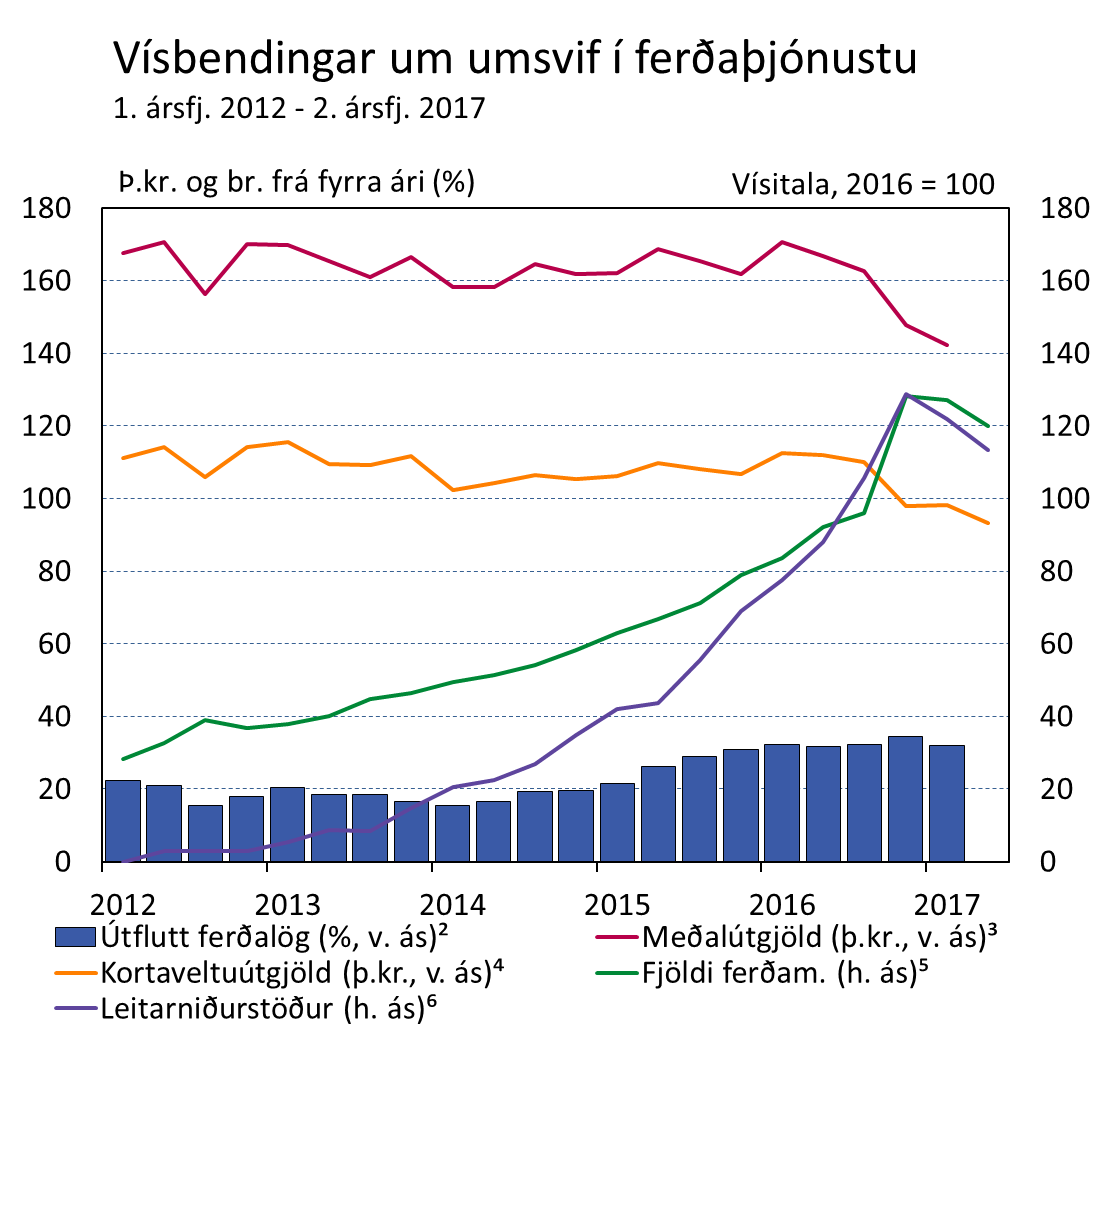 Vísbendingar um umsvif í ferðaþjónustu
1. ársfj. 2012 - 2. ársfj. 2017
Þ.kr. og br. frá fyrra ári (%)
Vísitala, 2016 = 100
180 180
160 160
140 140
120 120
100 100
80 80
60 60
40 40
20 20
0 0
2012 2013 2014 2015 2016 2017
Útflutt ferðalög (%, v. ás)² Meðalútgjöld (þ.kr., v. ás)³
Kortaveltuútgjöld (þ.kr., v. ás)⁴ Fjöldi ferðam. (h. ás)⁵
Leitarniðurstöður (h. ás)⁶